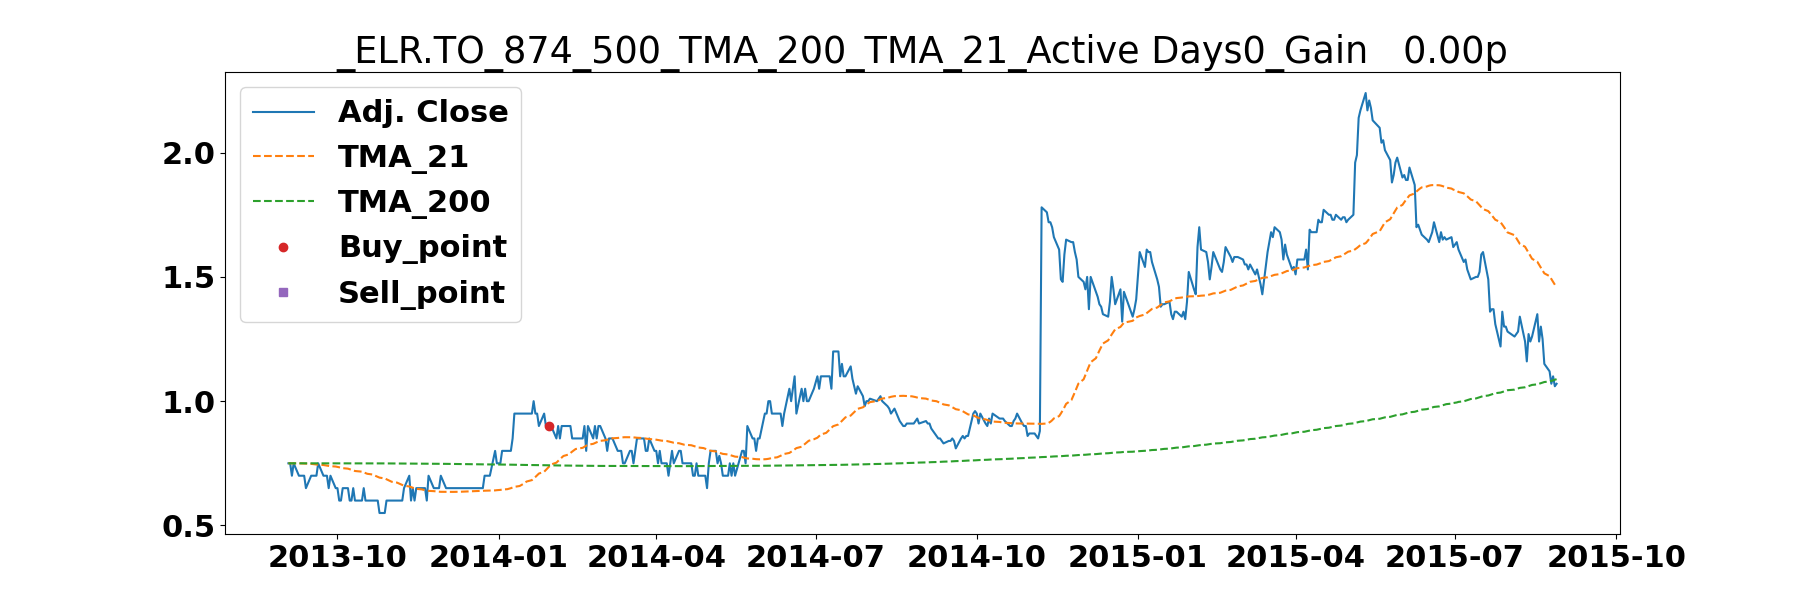 _ELR.TO_874_500_TMA_200_TMA_21_Active Days0_Gain   0.00p
Adj. Close
TMA_21
TMA_200
Buy_point
Sell_point
2.0
1.5
1.0
0.5
2013-10 2014-01 2014-04 2014-07 2014-10 2015-01 2015-04 2015-07 2015-10